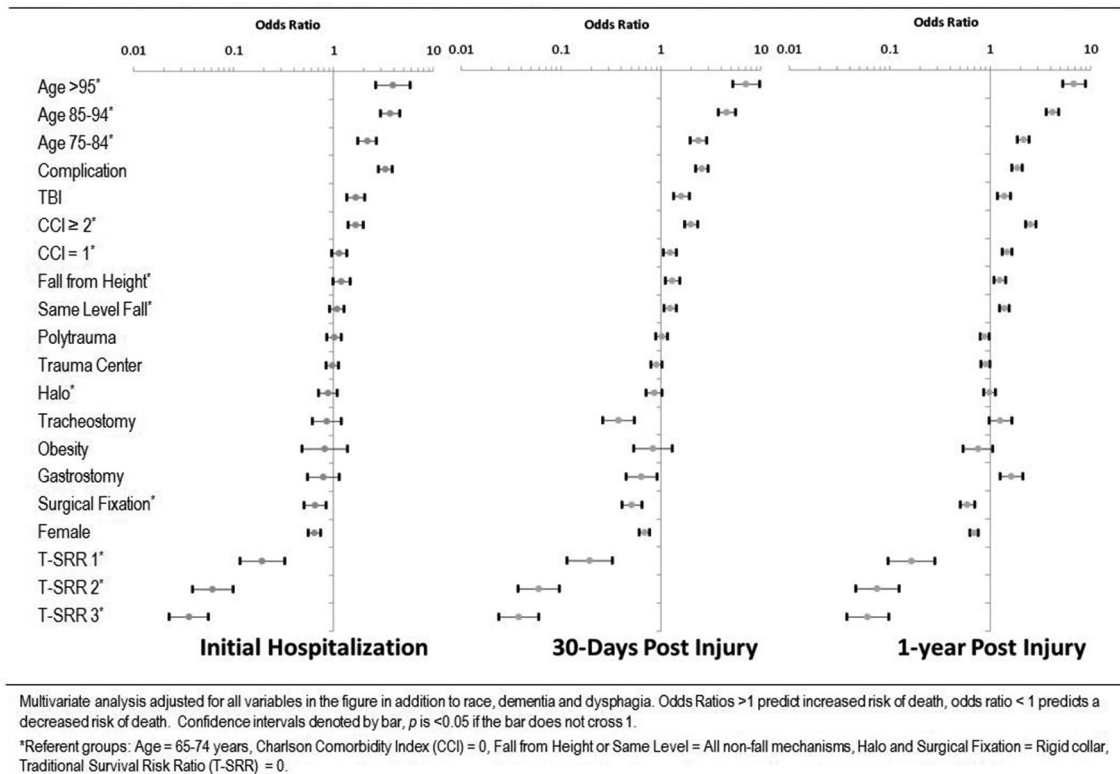 Odds Ratio Odds Ratio Odds Ratio
0.01 0.1 1 10 0.01 0.1 1 10 0.01 0.1 1 10
Age >95*
Age 85-94*
Age 75-84*
Complication
TBI
CCI ≥ 2*
CCI = 1*
Fall from Height*
Same Level Fall*
Polytrauma
Trauma Center
Halo*
Tracheostomy
Obesity
Gastrostomy
Surgical Fixation*
Female
T-SRR 1*
T-SRR 2*
T-SRR 3*
Initial Hospitalization 30-Days Post Injury 1-year Post Injury
Multivariate analysis adjusted for all variables in the figure in addition to race, dementia and dysphagia. Odds Ratios >1 predict increased risk of death, odds ratio < 1 predicts a
decreased risk of death. Confidence intervals denoted by bar, p is <0.05 if the bar does not cross 1.
*Referent groups: Age = 65-74 years, Charlson Comorbidity Index (CCI) = 0, Fall from Height or Same Level = All non-fall mechanisms, Halo and Surgical Fixation = Rigid collar,
Traditional Survival Risk Ratio (T-SRR) = 0.